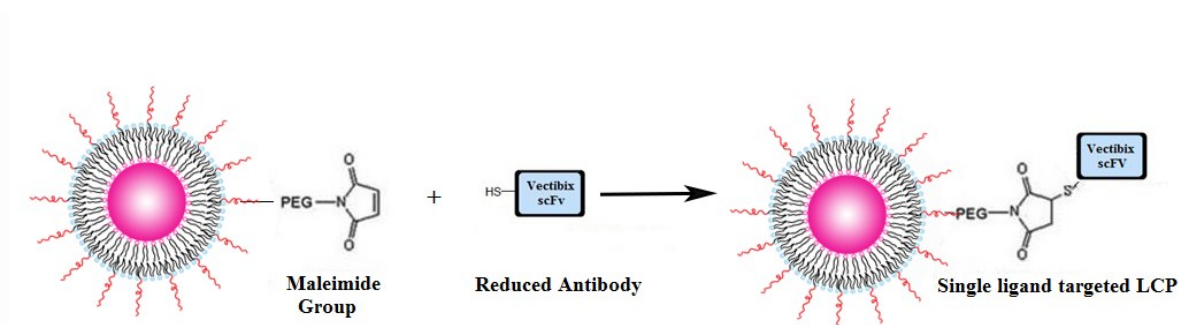 O
PEG
N
O
Maleimide
Group
+
HS
Vectibix
scFv
Reduced Antibody
Vectibix
scFV
O
S
PEG
N
O
Single ligand targeted LCP